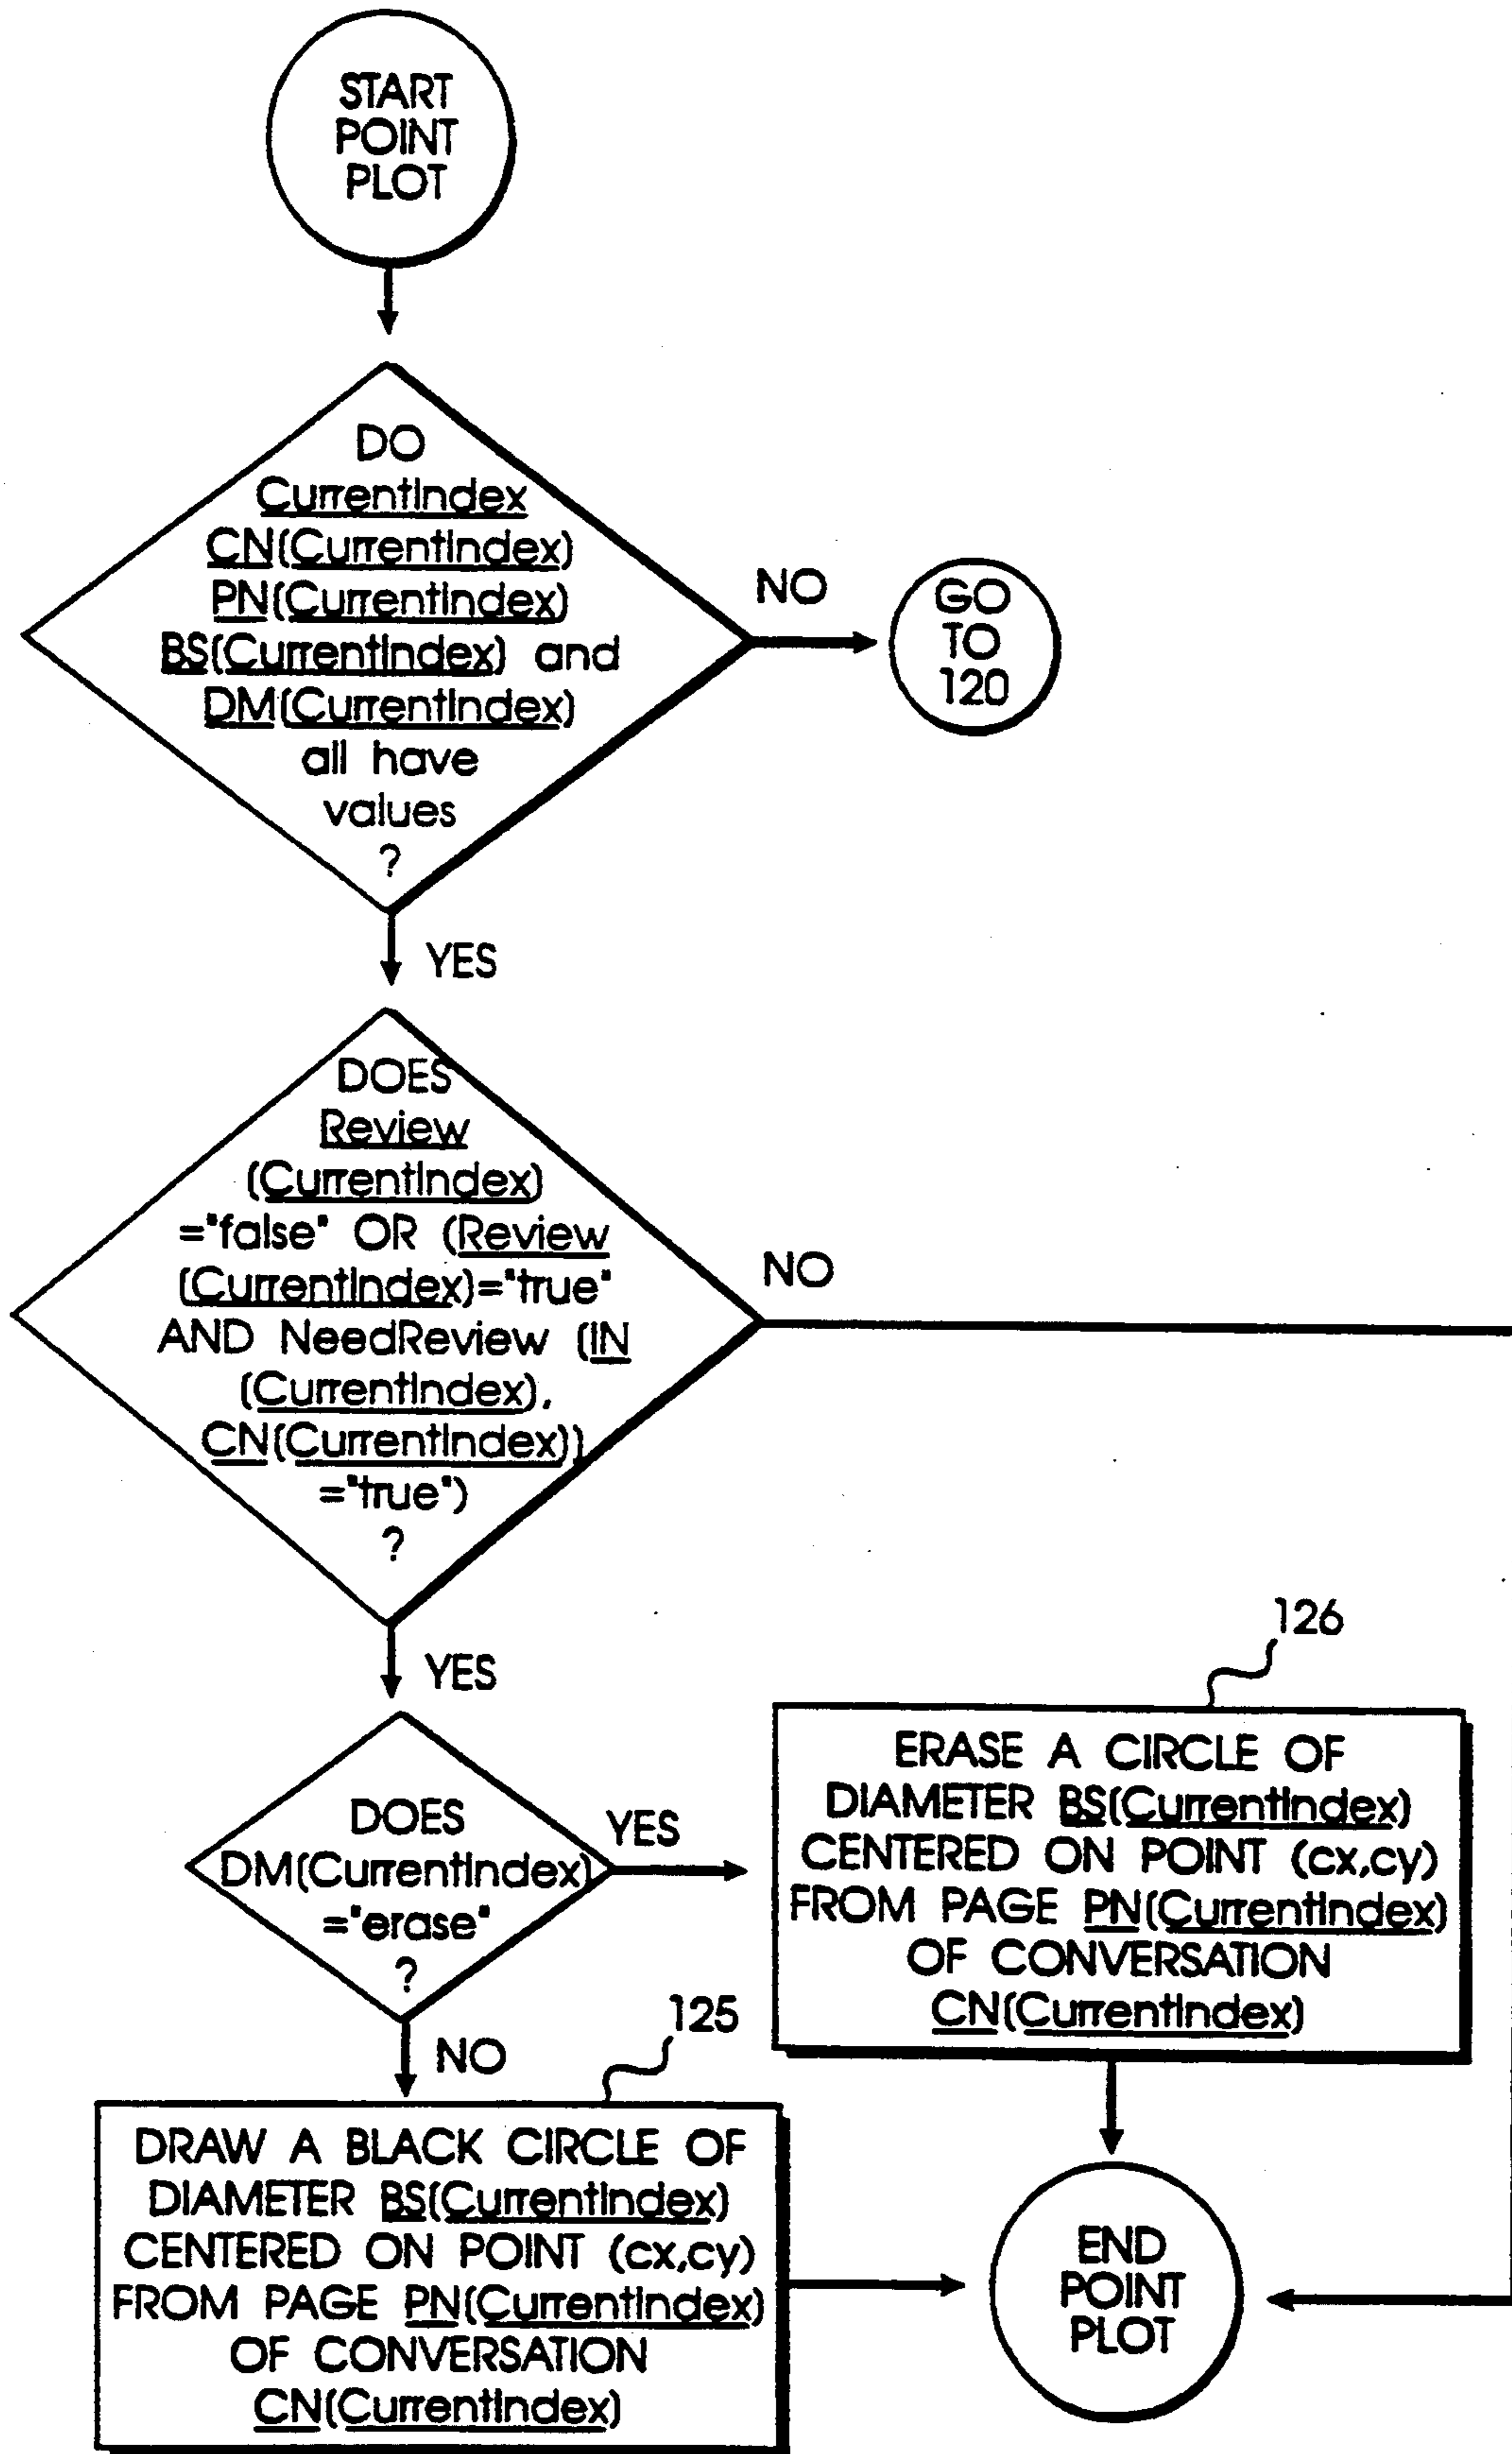 START
POINT
PLOT
DO
CurrentIndex
CN(CurrentIndex)
PN(CurrentIndex)
BS(CurrentIndex) and
DM(CurrentIndex)
all have
values
?
NO
GO
TO
120
YES
DOES
Review
(CurrentIndex)
="false" OR (Review
(CurrentIndex)="true"
AND NeedReview (IN
(CurrentIndex),
CN(CurrentIndex))
="true")
?
NO
YES
DOES
DM(CurrentIndex)
="erase"
?
YES
126
ERASE A CIRCLE OF
DIAMETER BS(CurrentIndex)
CENTERED ON POINT (cx,cy)
FROM PAGE PN(CurrentIndex)
OF CONVERSATION
CN(CurrentIndex)
NO
125
DRAW A BLACK CIRCLE OF
DIAMETER BS(CurrentIndex)
CENTERED ON POINT (cx,cy)
FROM PAGE PN(CurrentIndex)
OF CONVERSATION
CN(CurrentIndex)
END
POINT
PLOT